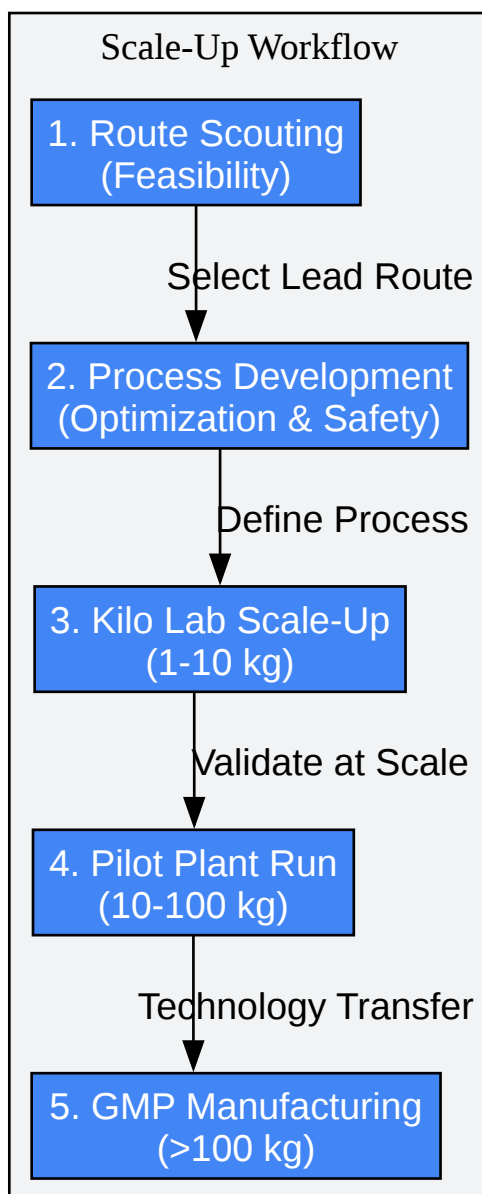 Scale-Up Workflow
1. Route Scouting
(Feasibility)
Select Lead Route
2. Process Development
(Optimization & Safety)
Define Process
3. Kilo Lab Scale-Up
(1-10 kg)
Validate at Scale
4. Pilot Plant Run
(10-100 kg)
Technology Transfer
5. GMP Manufacturing
(>100 kg)